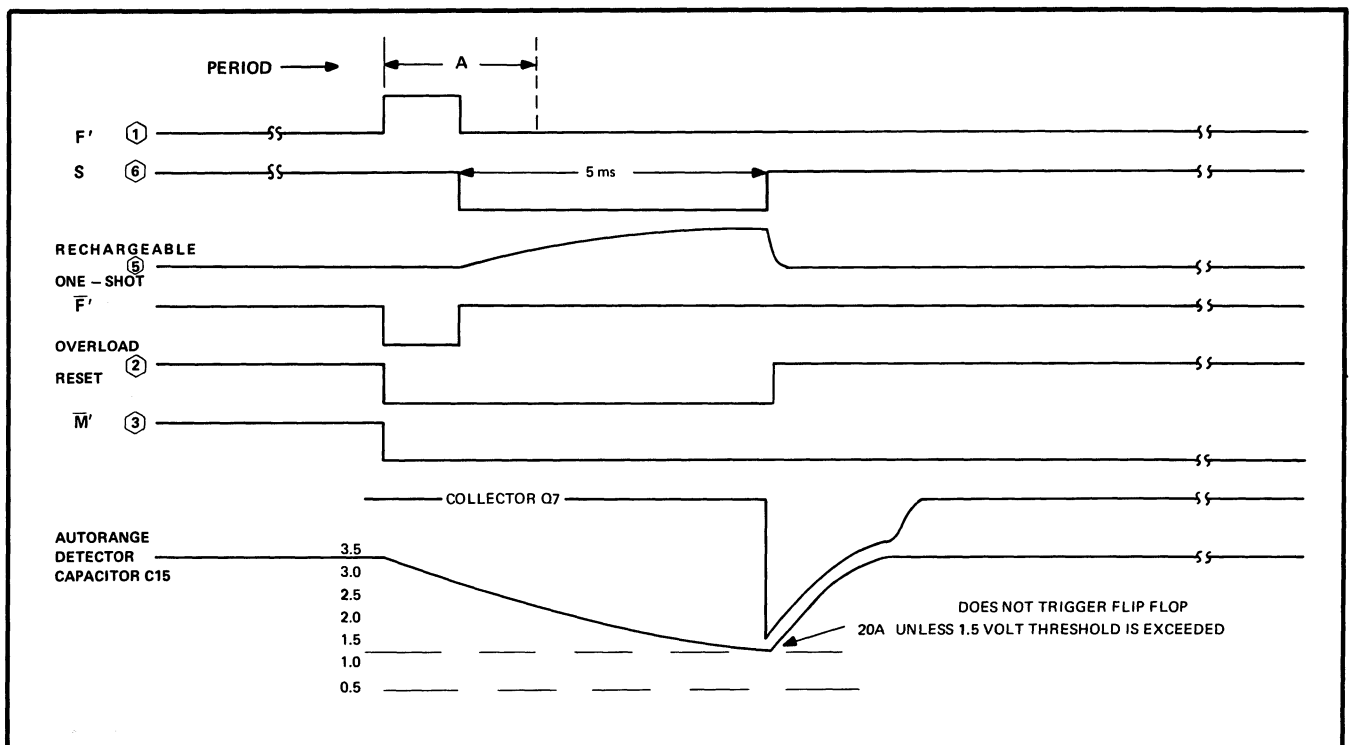 PERIOD
A
F′ 1
S 6
5 ms
RECHARGEABLE
5
ONE – SHOT
F̅′
OVERLOAD
2
RESET
M̅′ 3
COLLECTOR Q7
AUTORANGE
DETECTOR
CAPACITOR C15
3.5
3.0
2.5
2.0
1.5
1.0
0.5
DOES NOT TRIGGER FLIP FLOP
20A UNLESS 1.5 VOLT THRESHOLD IS EXCEEDED